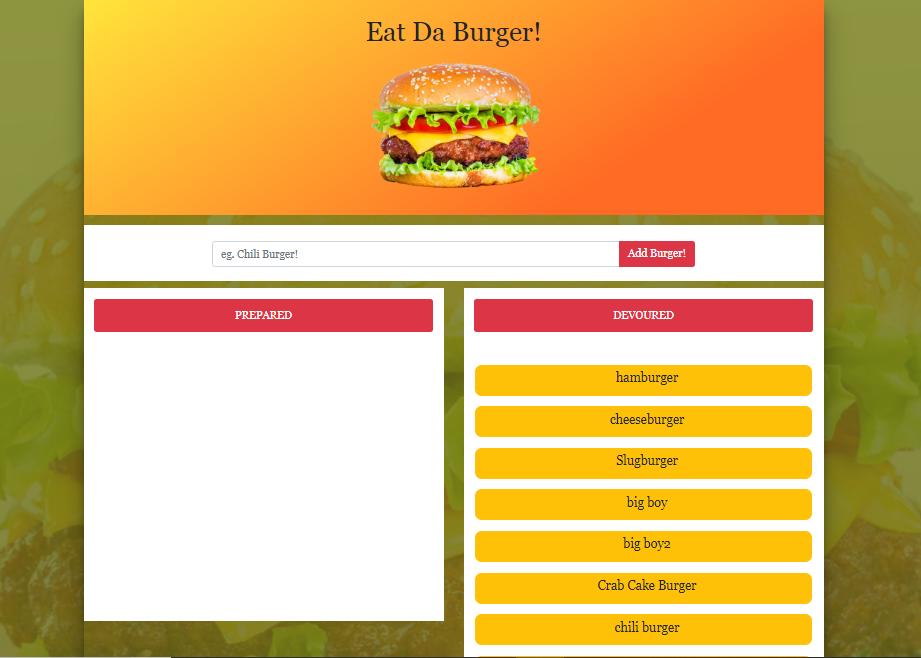 Eat Da Burger!
eg. Chili Burger!
Add Burger!
PREPARED
DEVOURED
hamburger
cheeseburger
Slugburger
big boy
big boy2
Crab Cake Burger
chili burger